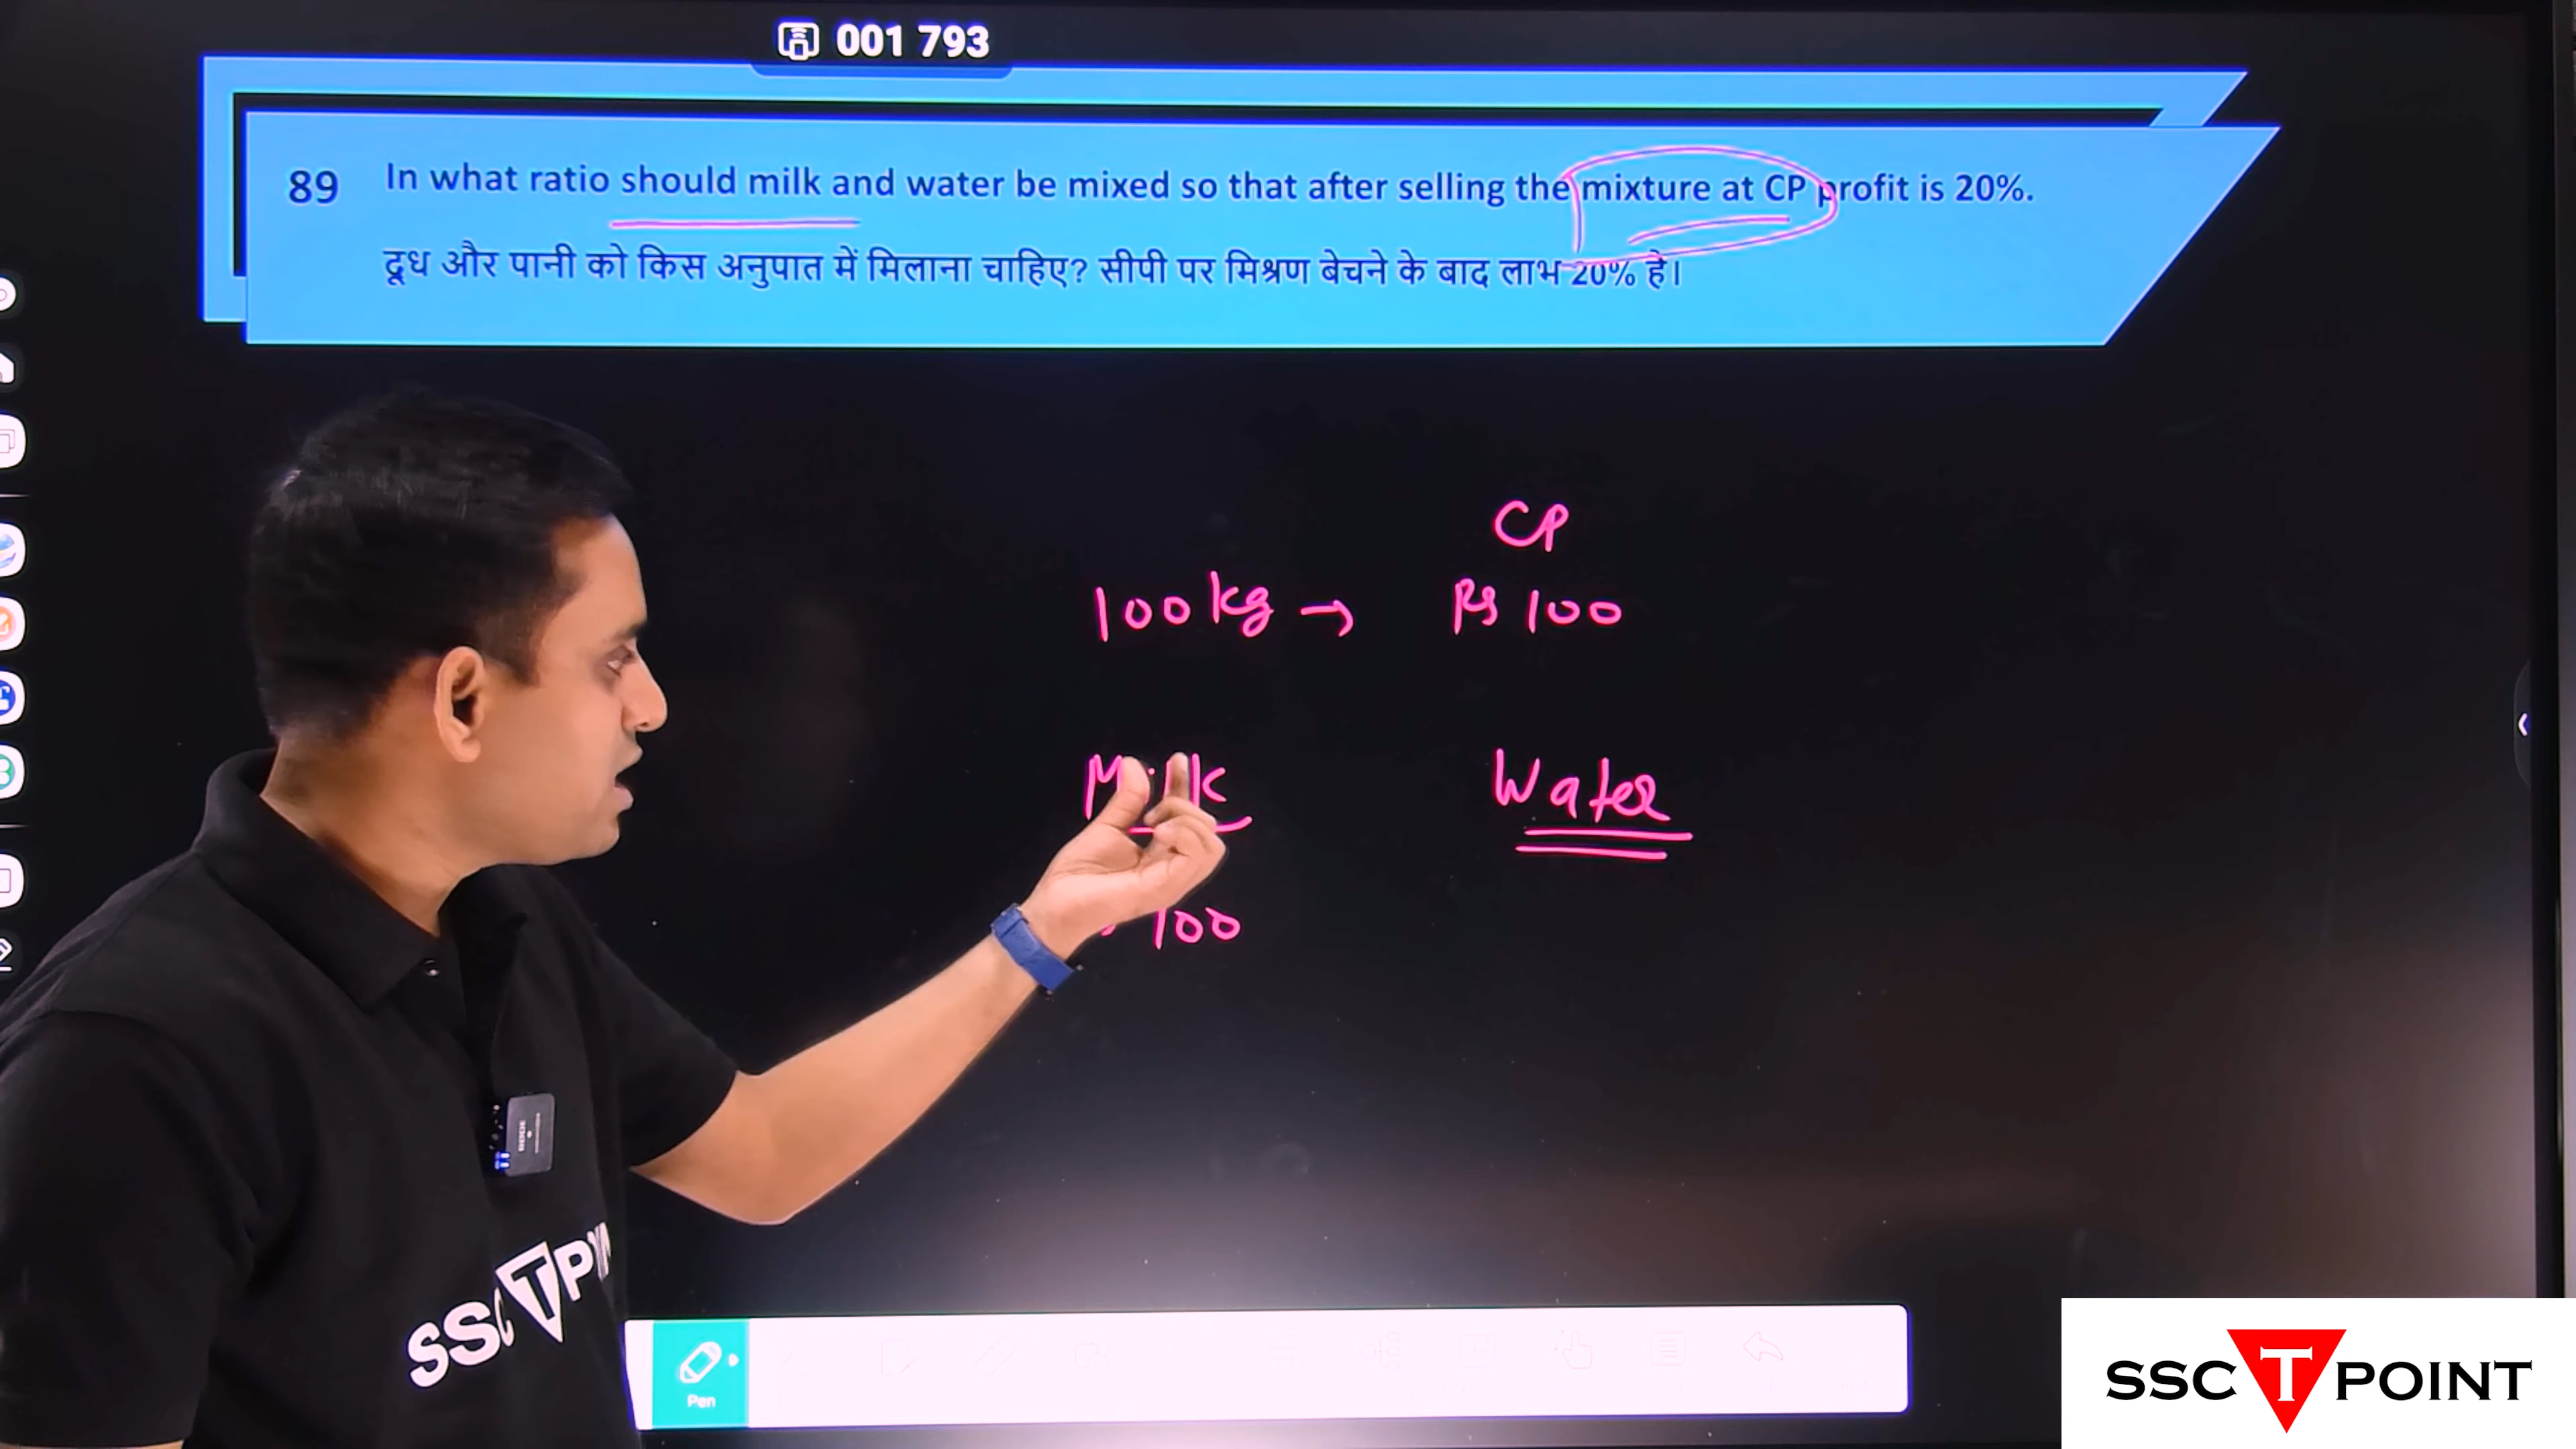 001 793
89 In what ratio should milk and water be mixed so that after selling the mixture at CP profit is 20%.
दूध और पानी को किस अनुपात में मिलाना चाहिए? सीपी पर मिश्रण बेचने के बाद लाभ 20% है।
CP
100kg → Rs 100
Milk Water
100
SSC T
Pen
SSC T POINT